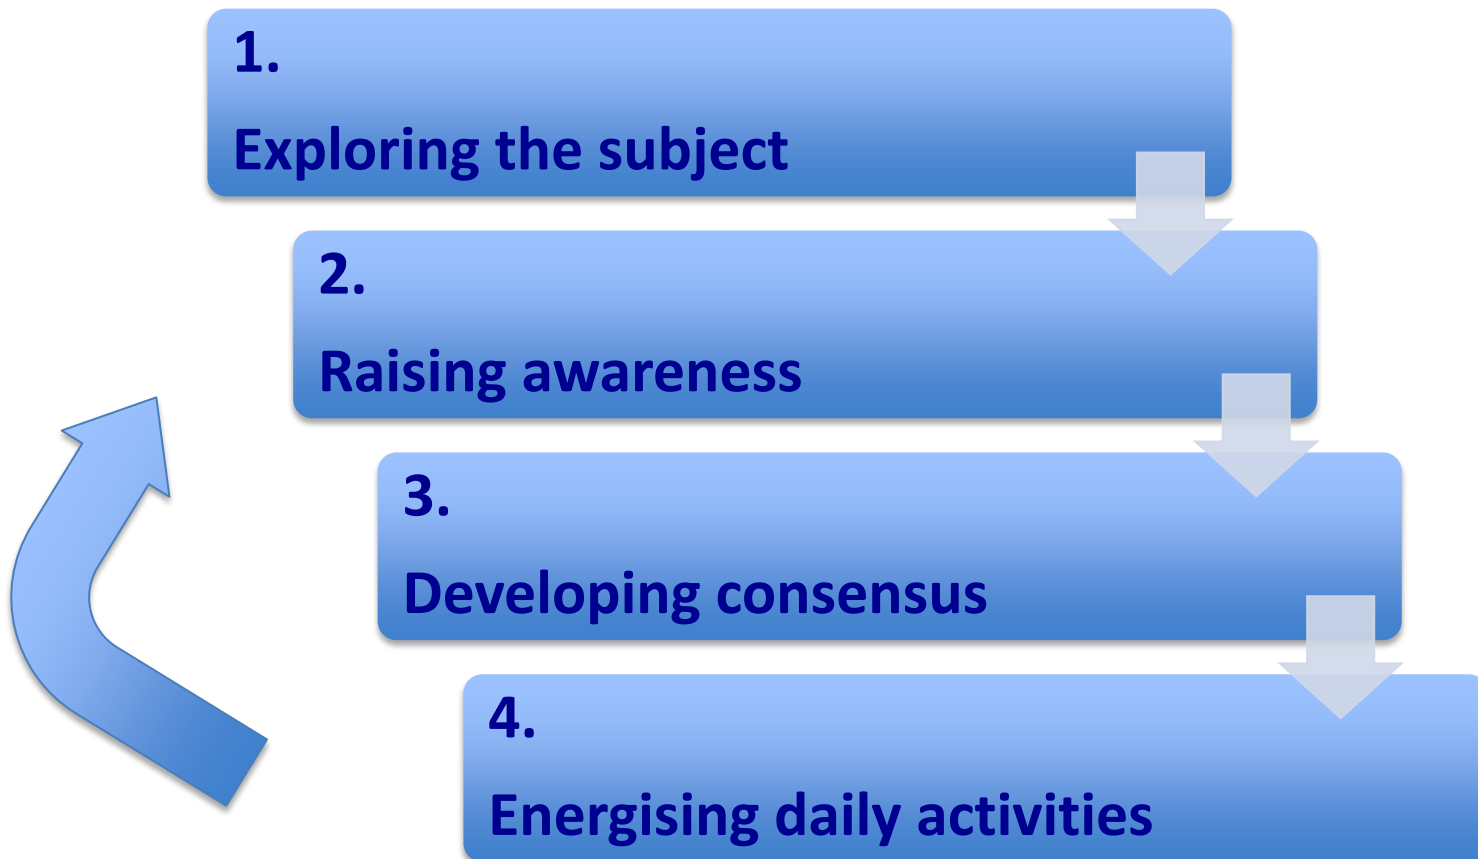 1.
Exploring the subject
2.
Raising awareness
3.
Developing consensus
4.
Energising daily activities